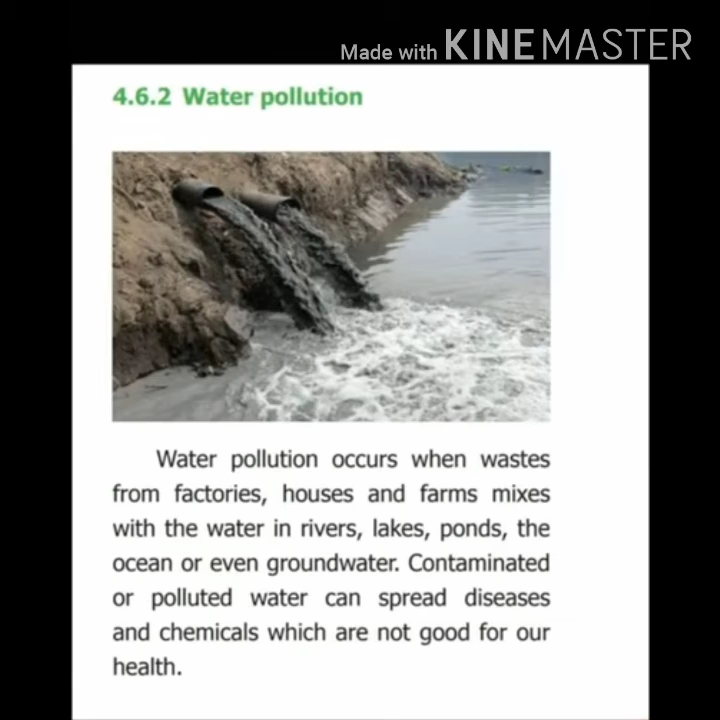 Made with KINEMASTER
4.6.2 Water pollution
Water pollution occurs when wastes
from factories, houses and farms mixes
with the water in rivers, lakes, ponds, the
ocean or even groundwater. Contaminated
or polluted water can spread diseases
and chemicals which are not good for our
health.